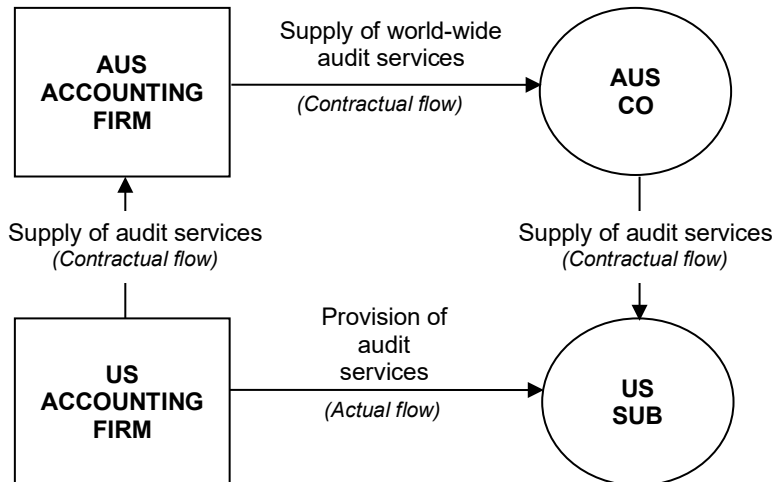 Supply of world-wide
audit services
(Contractual flow)
AUS
ACCOUNTING
FIRM
AUS
CO
Supply of audit services
(Contractual flow)
Supply of audit services
(Contractual flow)
Provision of
audit
services
(Actual flow)
US
ACCOUNTING
FIRM
US
SUB